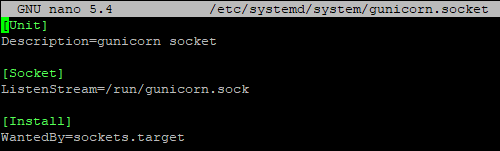 GNU nano 5.4 /etc/systemd/system/gunicorn.socket
[Unit]
Description=gunicorn socket
[Socket]
ListenStream=/run/gunicorn.sock
[Install]
WantedBy=sockets.target